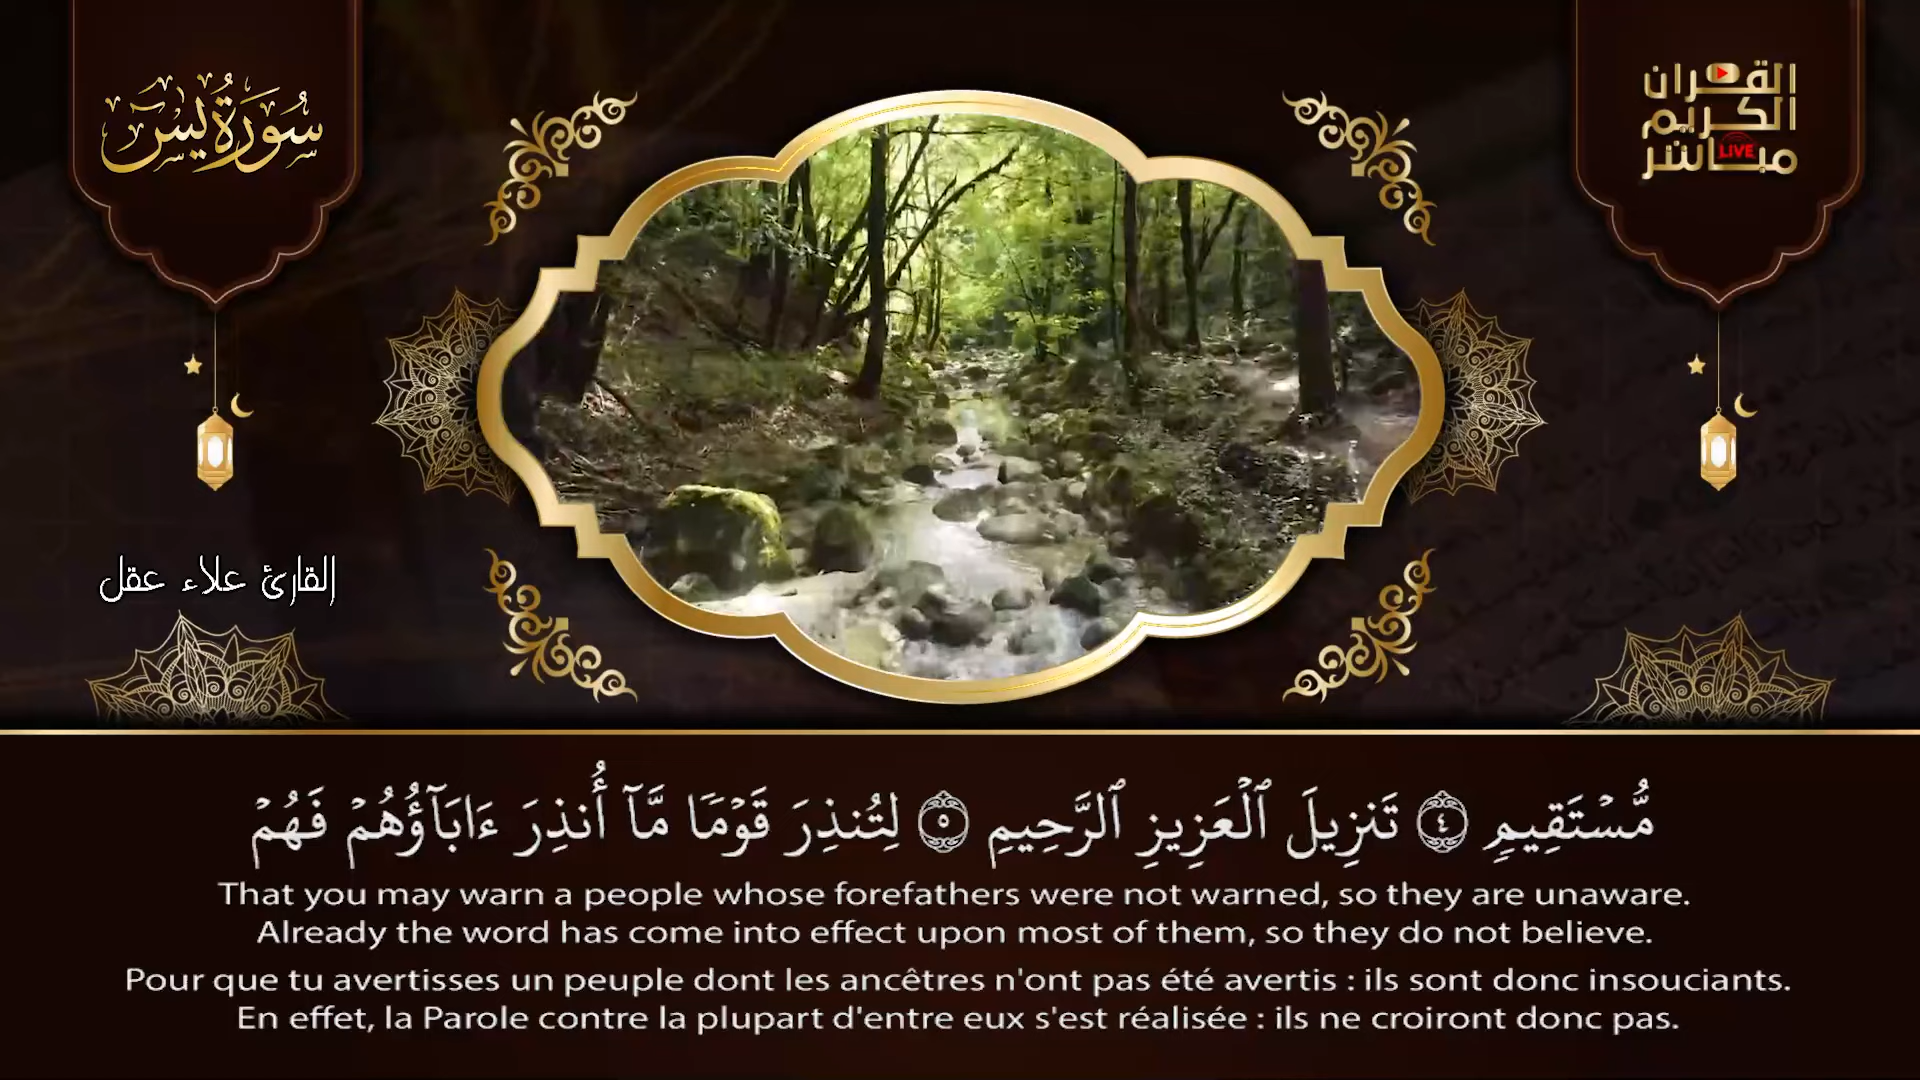 سُورَةُ يس
القرآن
الكريم
مباشر
LIVE
القارئ علاء عقل
مُّسْتَقِيمٍ ٤ تَنزِيلَ ٱلْعَزِيزِ ٱلرَّحِيمِ ٥ لِتُنذِرَ قَوْمًا مَّآ أُنذِرَ ءَابَآؤُهُمْ فَهُمْ
That you may warn a people whose forefathers were not warned, so they are unaware.
Already the word has come into effect upon most of them, so they do not believe.
Pour que tu avertisses un peuple dont les ancêtres n'ont pas été avertis : ils sont donc insouciants.
En effet, la Parole contre la plupart d'entre eux s'est réalisée : ils ne croiront donc pas.